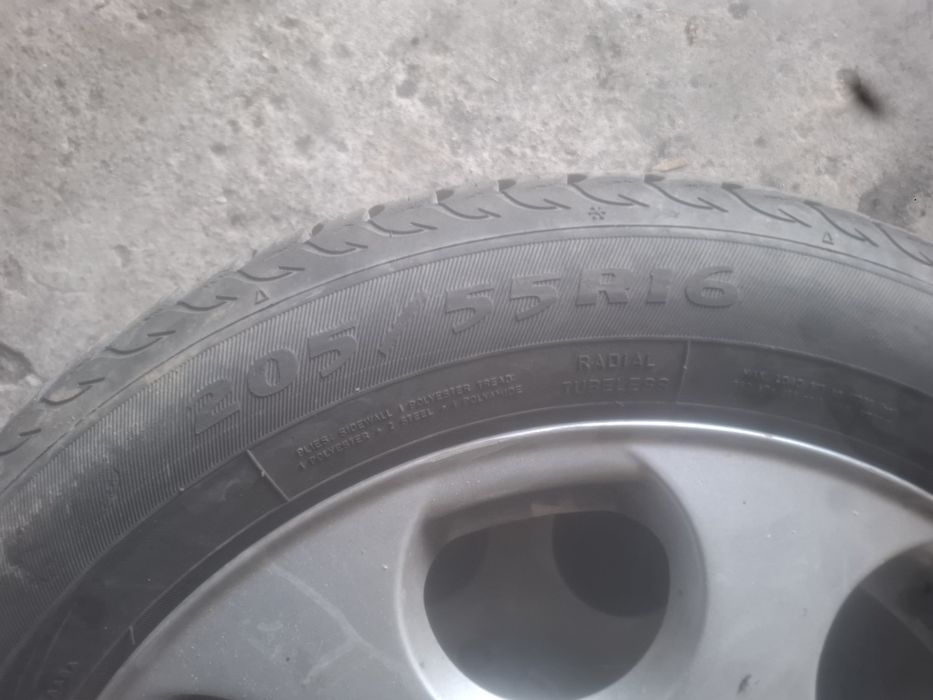 205/55R16
RADIAL
TUBELESS
PLIES: SIDEWALL 1 POLYESTER TREAD:
1 POLYESTER + 2 STEEL + 1 POLYAMIDE